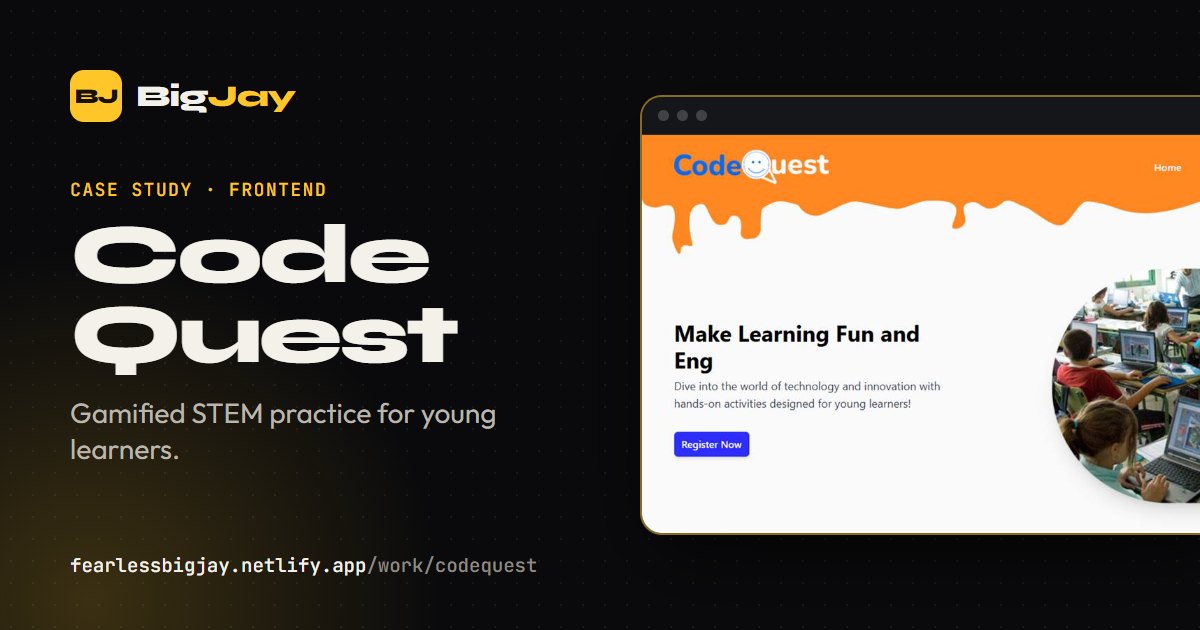 BJ BigJay
CASE STUDY · FRONTEND
Code
Quest
Gamified STEM practice for young
learners.
fearlessbigjay.netlify.app/work/codequest
CodeQuest
Home
Make Learning Fun and
Eng
Dive into the world of technology and innovation with
hands-on activities designed for young learners!
Register Now